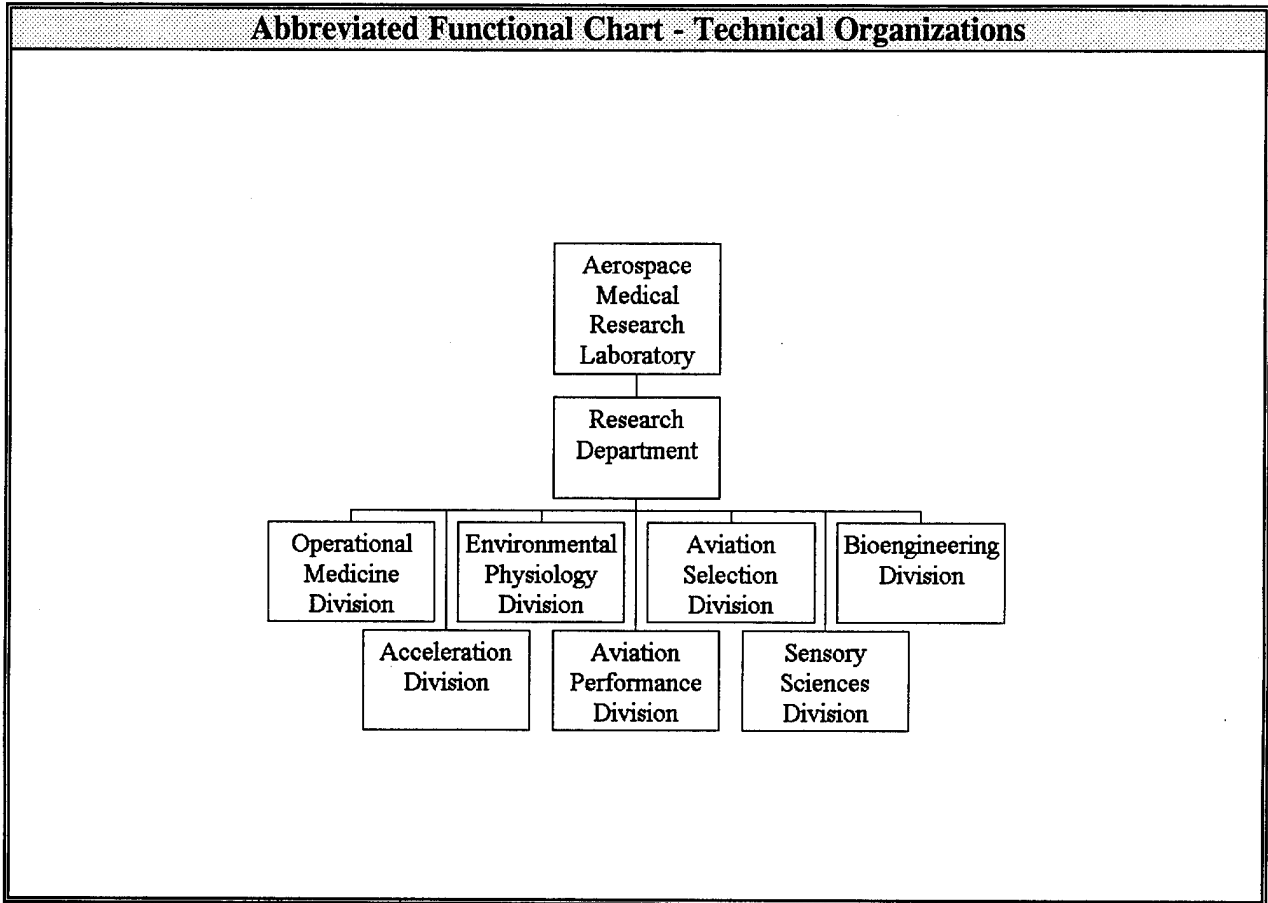 Abbreviated Functional Chart - Technical Organizations
Aerospace
Medical
Research
Laboratory
Research
Department
Operational
Medicine
Division
Environmental
Physiology
Division
Aviation
Selection
Division
Bioengineering
Division
Acceleration
Division
Aviation
Performance
Division
Sensory
Sciences
Division